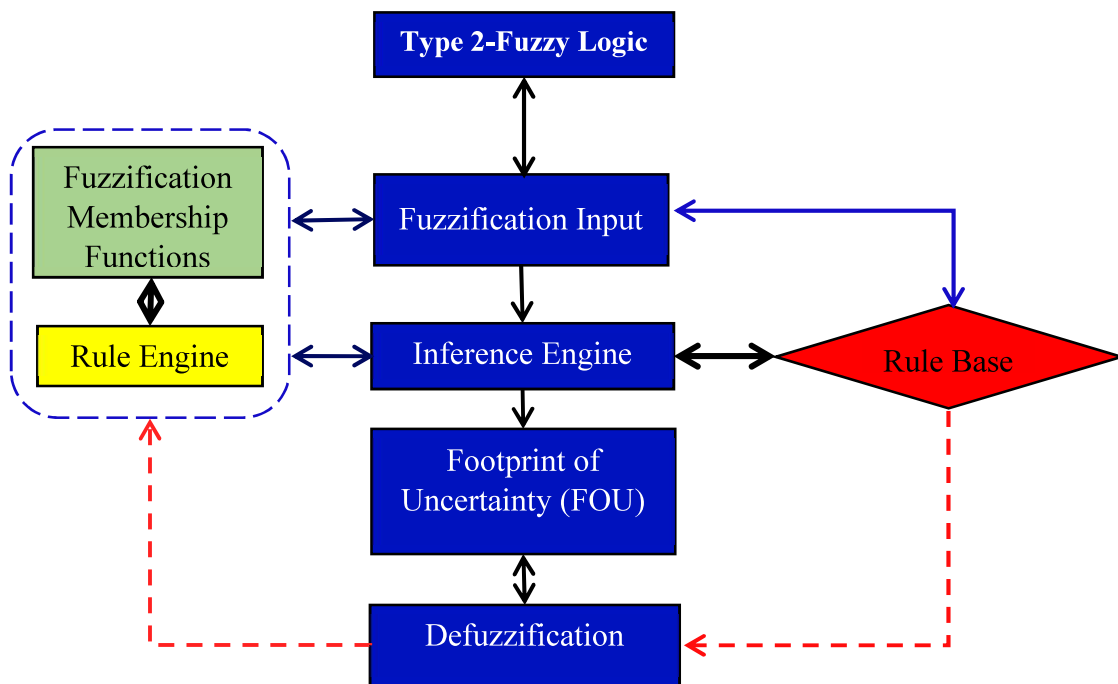 Type 2-Fuzzy Logic
Fuzzification
Membership
Functions
Fuzzification Input
Rule Engine
Inference Engine
Rule Base
Footprint of
Uncertainty (FOU)
Defuzzification